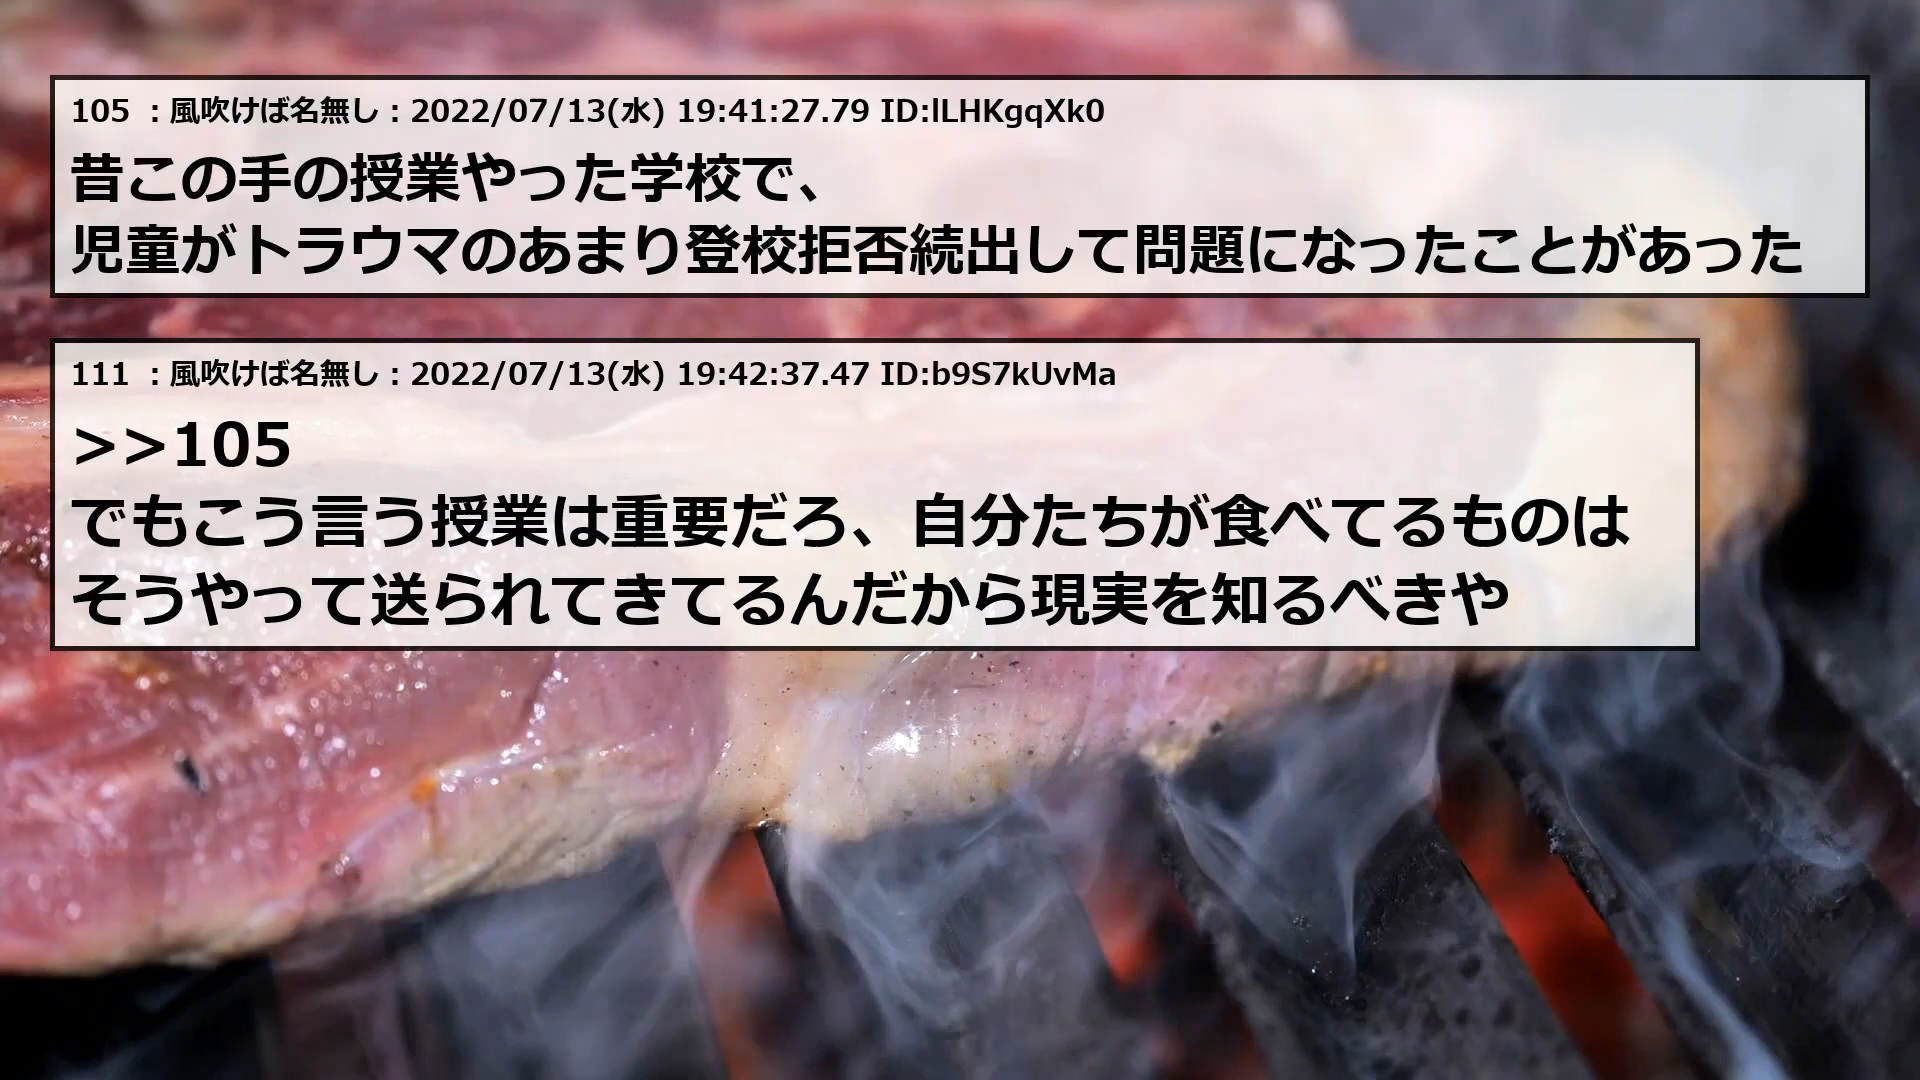 105 ：風吹けば名無し：2022/07/13(水) 19:41:27.79 ID:lLHKgqXk0
昔この手の授業やった学校で、
児童がトラウマのあまり登校拒否続出して問題になったことがあった
111 ：風吹けば名無し：2022/07/13(水) 19:42:37.47 ID:b9S7kUvMa
>>105
でもこう言う授業は重要だろ、自分たちが食べてるものは
そうやって送られてきてるんだから現実を知るべきや